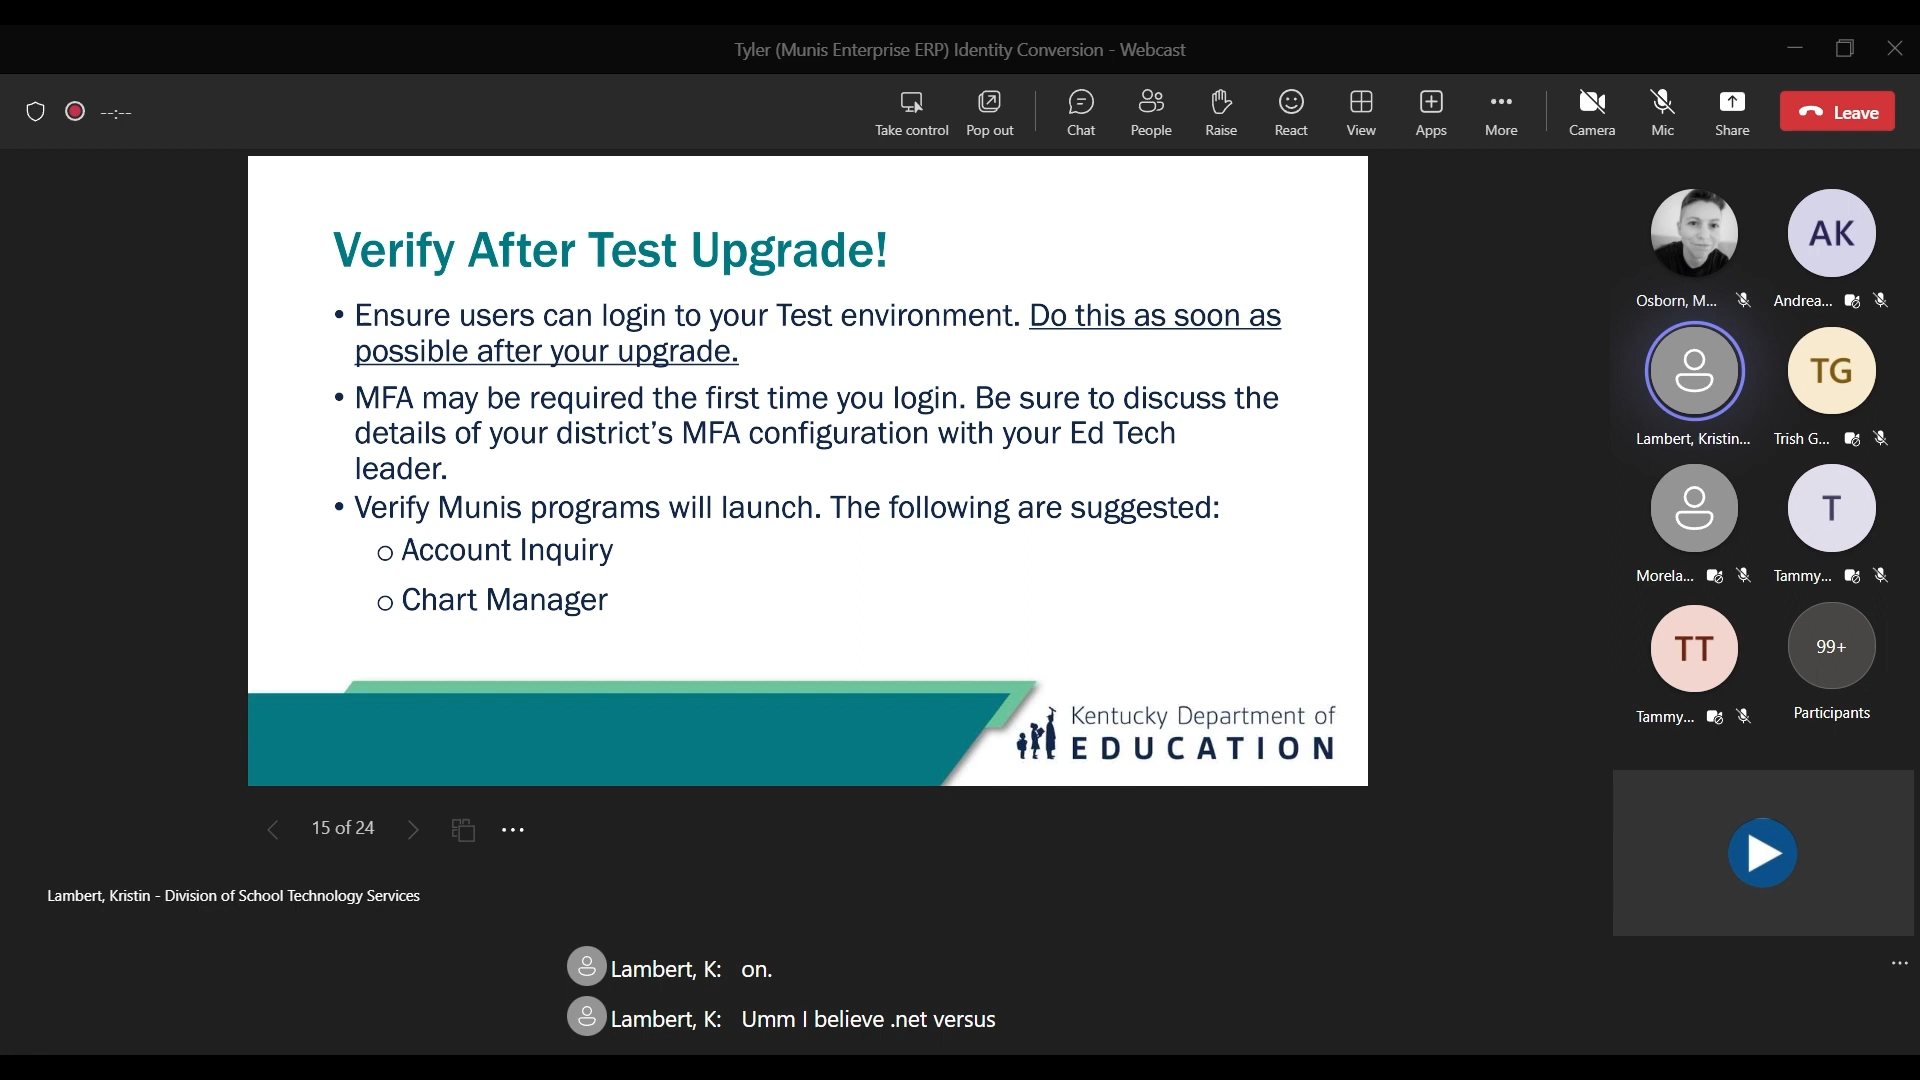 Tyler (Munis Enterprise ERP) Identity Conversion - Webcast
--:--
Take control
Pop out
Chat
People
Raise
React
View
Apps
More
Camera
Mic
Share
Leave
Verify After Test Upgrade!
• Ensure users can login to your Test environment. Do this as soon as
possible after your upgrade.
• MFA may be required the first time you login. Be sure to discuss the
details of your district’s MFA configuration with your Ed Tech
leader.
• Verify Munis programs will launch. The following are suggested:
o Account Inquiry
o Chart Manager
Kentucky Department of
EDUCATION
Osborn, M...
AK
Andrea...
Lambert, Kristin...
TG
Trish G...
Morela...
T
Tammy...
TT
Tammy...
99+
Participants
15 of 24
Lambert, Kristin - Division of School Technology Services
Lambert, K: on.
Lambert, K: Umm I believe .net versus